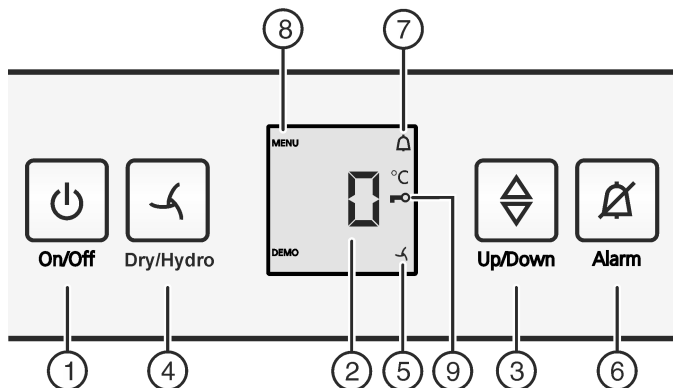 8 7
MENU
°C
0
DEMO
On/Off Dry/Hydro Up/Down Alarm
1 4 2 5 9 3 6